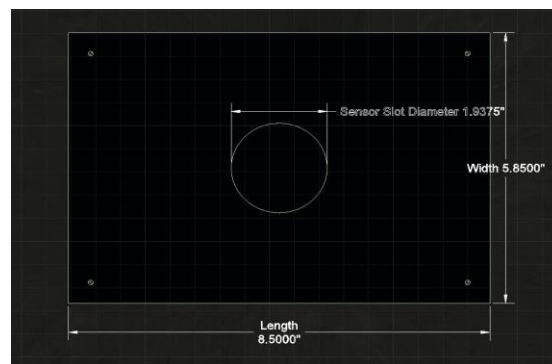 Sensor Slot Diameter 1.9375"
Width 5.8500"
Length
8.5000"